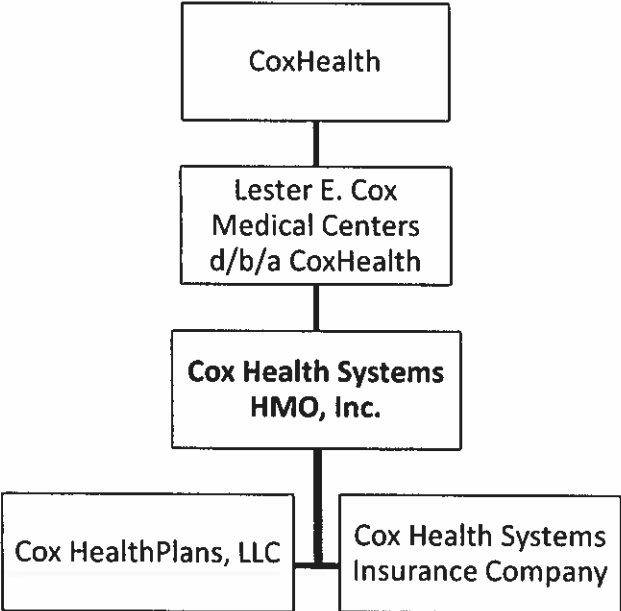 CoxHealth
Lester E. Cox
Medical Centers
d/b/a CoxHealth
Cox Health Systems
HMO, Inc.
Cox HealthPlans, LLC
Cox Health Systems
Insurance Company